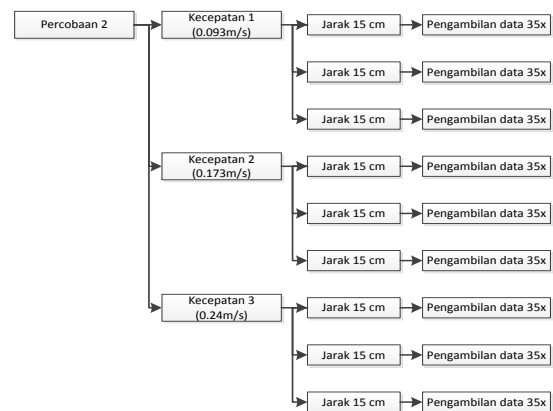 Percobaan 2
Kecepatan 1
(0.093m/s)
Jarak 15 cm
Pengambilan data 35x
Jarak 15 cm
Pengambilan data 35x
Jarak 15 cm
Pengambilan data 35x
Kecepatan 2
(0.173m/s)
Jarak 15 cm
Pengambilan data 35x
Jarak 15 cm
Pengambilan data 35x
Jarak 15 cm
Pengambilan data 35x
Kecepatan 3
(0.24m/s)
Jarak 15 cm
Pengambilan data 35x
Jarak 15 cm
Pengambilan data 35x
Jarak 15 cm
Pengambilan data 35x